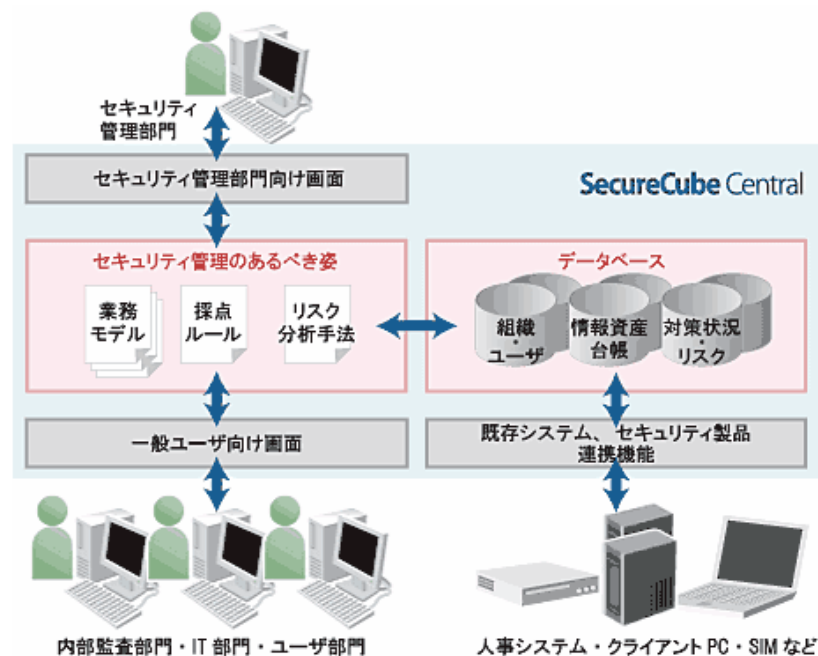 セキュリティ
管理部門
セキュリティ管理部門向け画面
SecureCube Central
セキュリティ管理のあるべき姿
業務
モデル
採点
ルール
リスク
分析手法
データベース
組織
・
ユーザ
情報資産
台帳
対策状況
・
リスク
一般ユーザ向け画面
既存システム、セキュリティ製品
連携機能
内部監査部門・IT 部門・ユーザ部門
人事システム・クライアント PC・SIM など